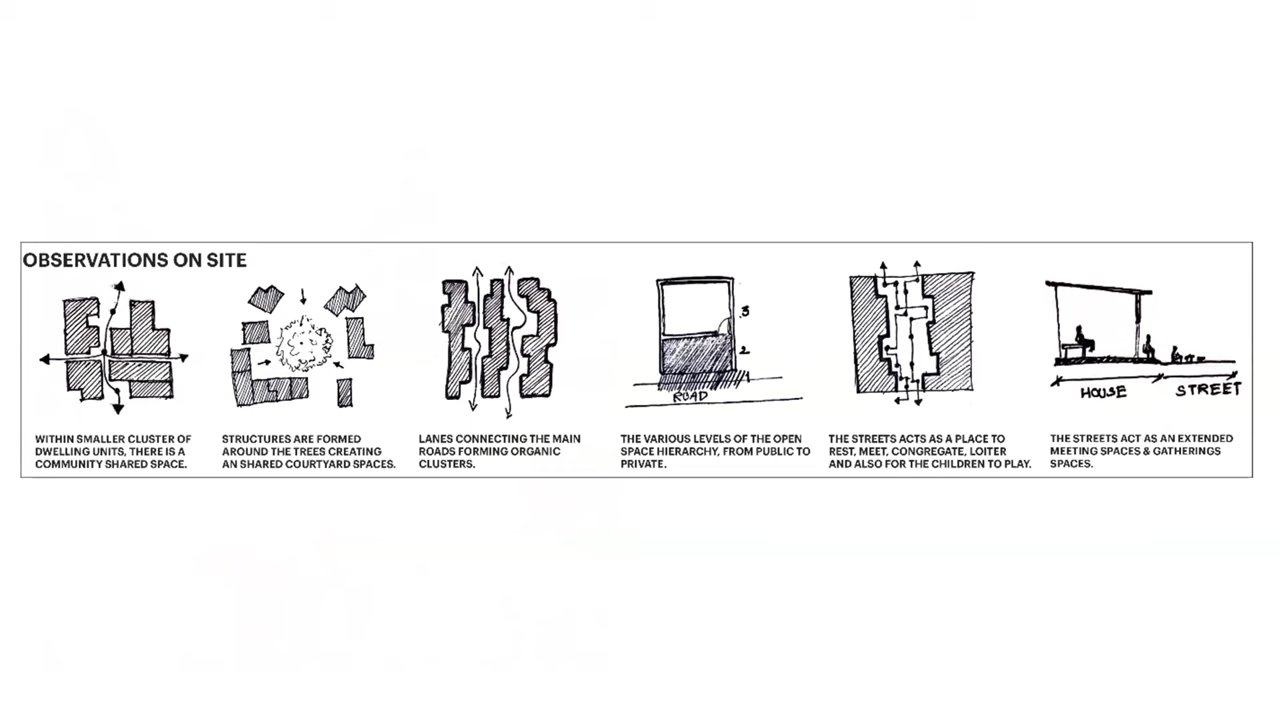 OBSERVATIONS ON SITE
3
2
1
ROAD
HOUSE
STREET
WITHIN SMALLER CLUSTER OF
DWELLING UNITS, THERE IS A
COMMUNITY SHARED SPACE.
STRUCTURES ARE FORMED
AROUND THE TREES CREATING
AN SHARED COURTYARD SPACES.
LANES CONNECTING THE MAIN
ROADS FORMING ORGANIC
CLUSTERS.
THE VARIOUS LEVELS OF THE OPEN
SPACE HIERARCHY, FROM PUBLIC TO
PRIVATE.
THE STREETS ACTS AS A PLACE TO
REST, MEET, CONGREGATE, LOITER
AND ALSO FOR THE CHILDREN TO PLAY.
THE STREETS ACT AS AN EXTENDED
MEETING SPACES & GATHERINGS
SPACES.